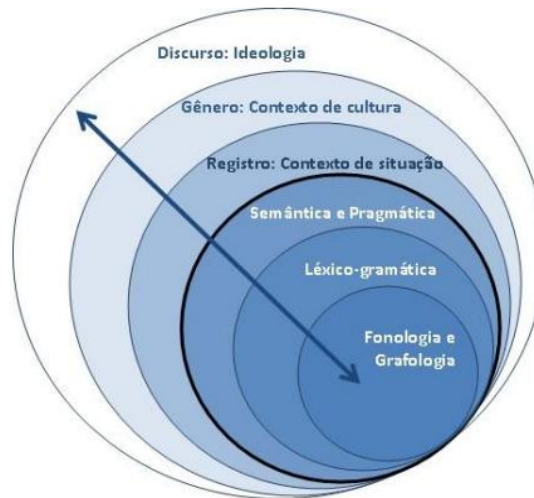 Discurso: Ideologia
Gênero: Contexto de cultura
Registro: Contexto de situação
Semântica e Pragmática
Léxico-gramática
Fonologia e
Grafologia